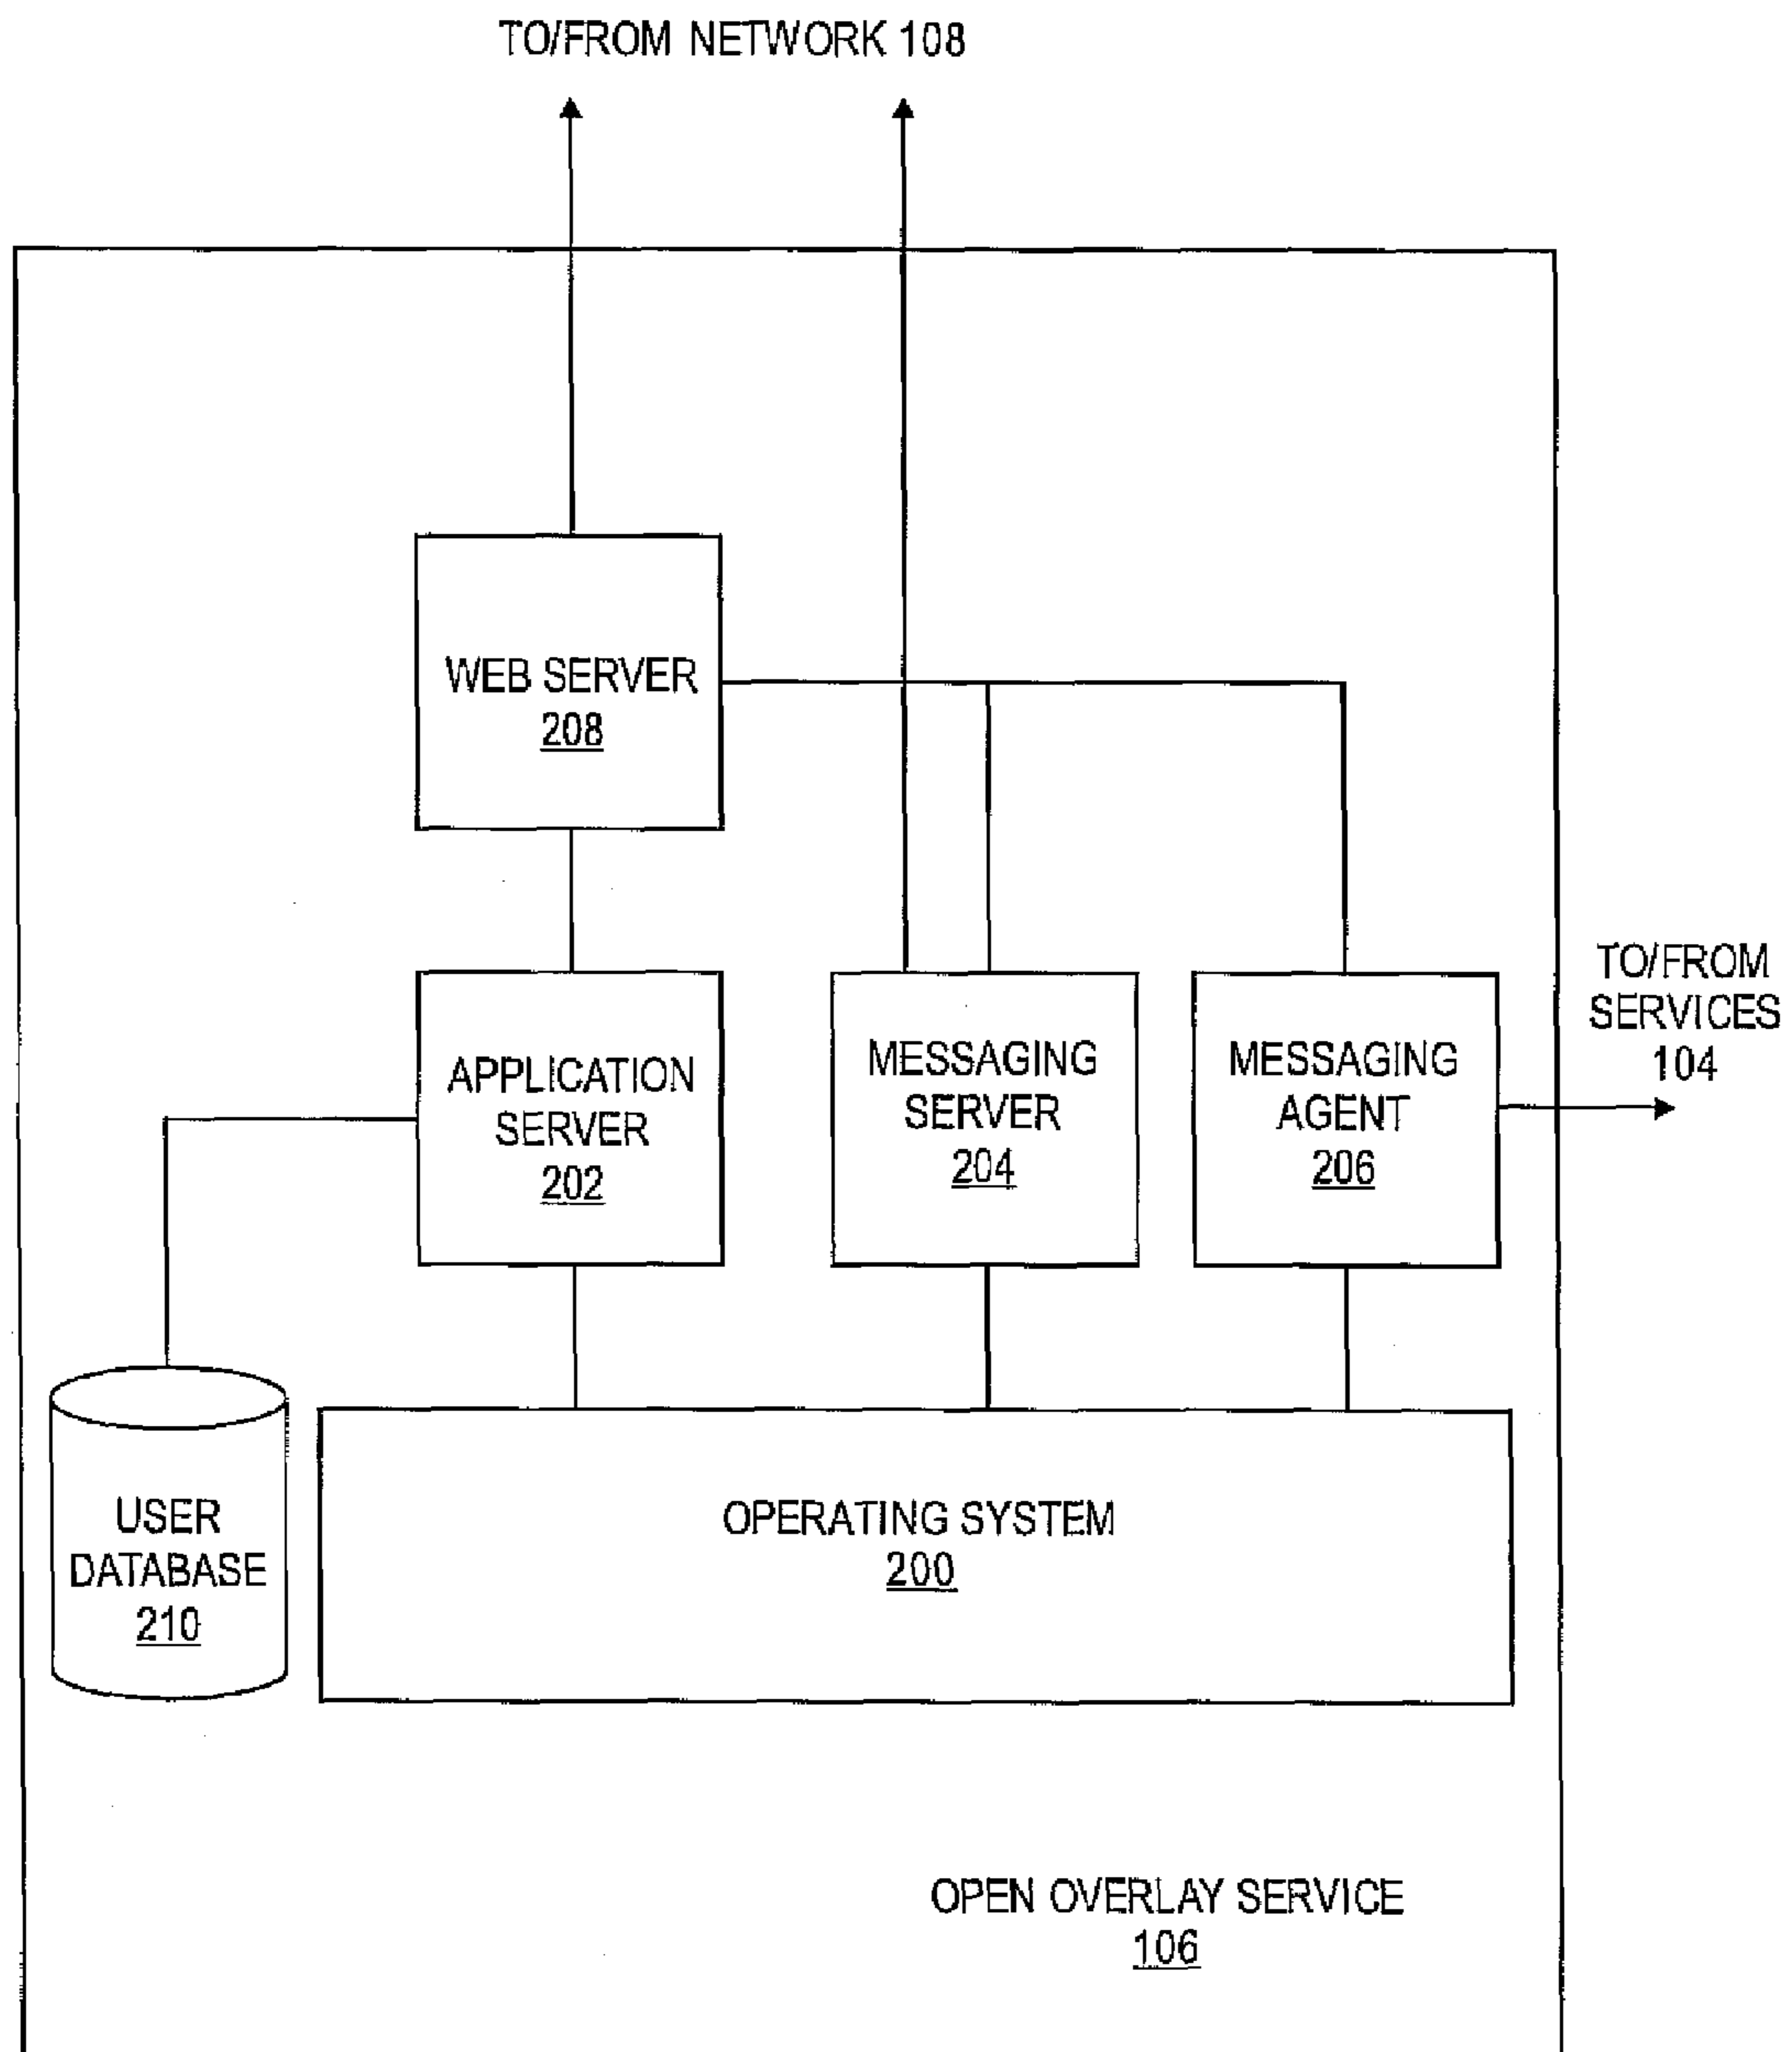 TO/FROM NETWORK 108
WEB SERVER
208
TO/FROM
SERVICES
104
APPLICATION
SERVER
202
MESSAGING
SERVER
204
MESSAGING
AGENT
206
USER
DATABASE
210
OPERATING SYSTEM
200
OPEN OVERLAY SERVICE
106